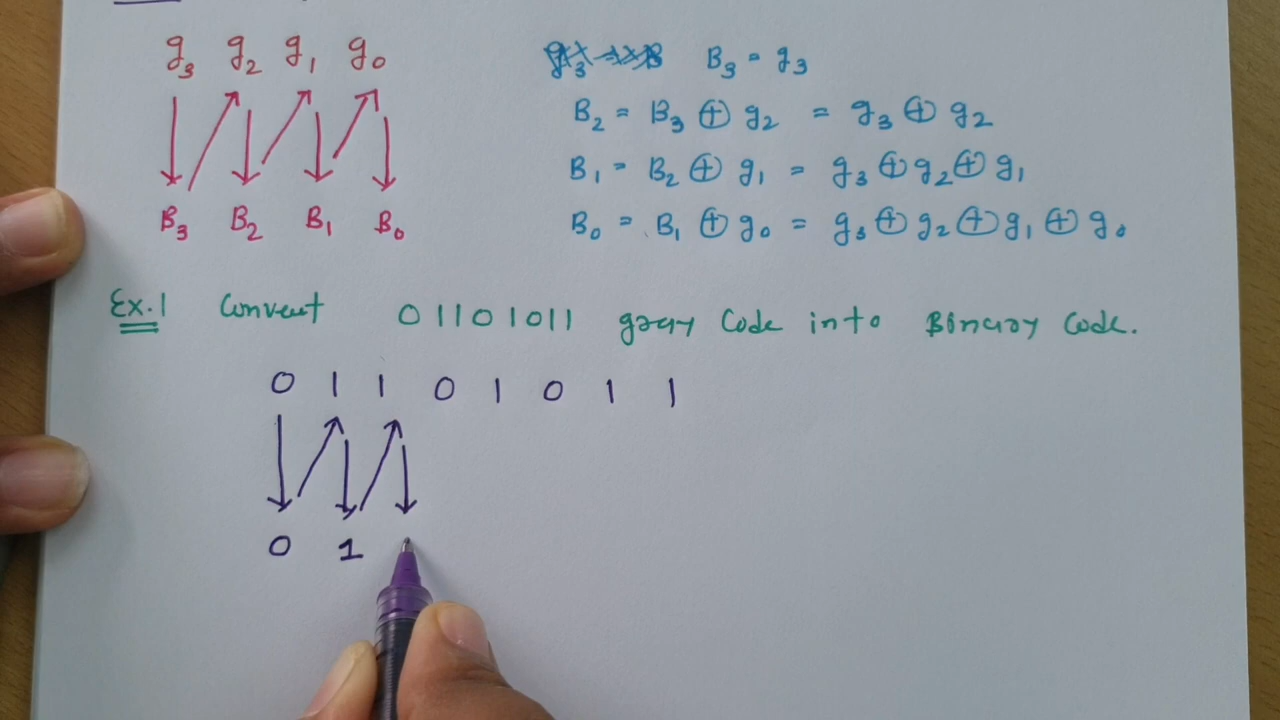 g₃ g₂ g₁ g₀
B₃ B₂ B₁ B₀
B₃ = g₃
B₂ = B₃ ⊕ g₂ = g₃ ⊕ g₂
B₁ = B₂ ⊕ g₁ = g₃ ⊕ g₂ ⊕ g₁
B₀ = B₁ ⊕ g₀ = g₃ ⊕ g₂ ⊕ g₁ ⊕ g₀
Ex.1 Convert 01101011 gray Code into Binary Code.
0 1 1 0 1 0 1 1
0 1